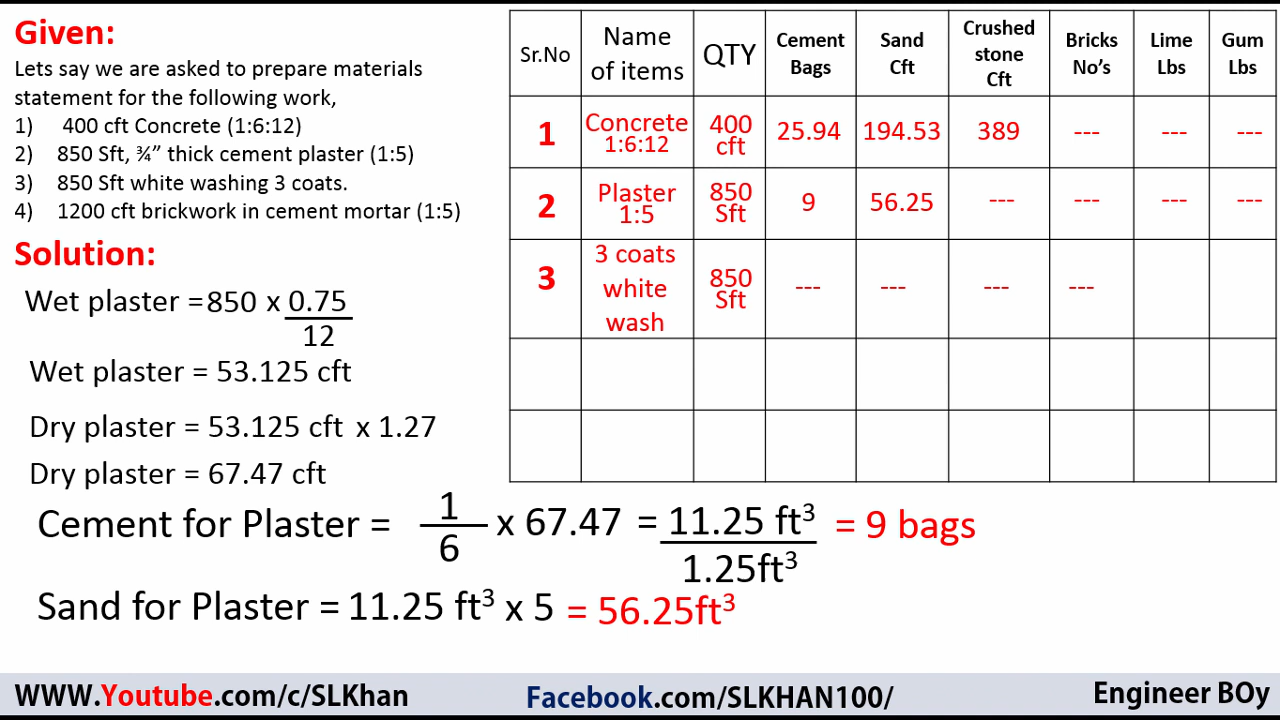 Given:
Lets say we are asked to prepare materials
statement for the following work,
1) 400 cft Concrete (1:6:12)
2) 850 Sft, ¾” thick cement plaster (1:5)
3) 850 Sft white washing 3 coats.
4) 1200 cft brickwork in cement mortar (1:5)
Solution:
Wet plaster = 850 x 0.75
12
Wet plaster = 53.125 cft
Dry plaster = 53.125 cft x 1.27
Dry plaster = 67.47 cft
Cement for Plaster = 1/6 x 67.47 = 11.25 ft³ = 9 bags
1.25ft³
Sand for Plaster = 11.25 ft³ x 5 = 56.25ft³
Sr.No Name of items QTY Cement Bags Sand Cft Crushed stone Cft Bricks No’s Lime Lbs Gum Lbs
1 Concrete 1:6:12 400 cft 25.94 194.53 389 --- --- ---
2 Plaster 1:5 850 Sft 9 56.25 --- --- --- ---
3 3 coats white wash 850 Sft --- --- --- ---
WWW.Youtube.com/c/SLKhan
Facebook.com/SLKHAN100/
Engineer BOy